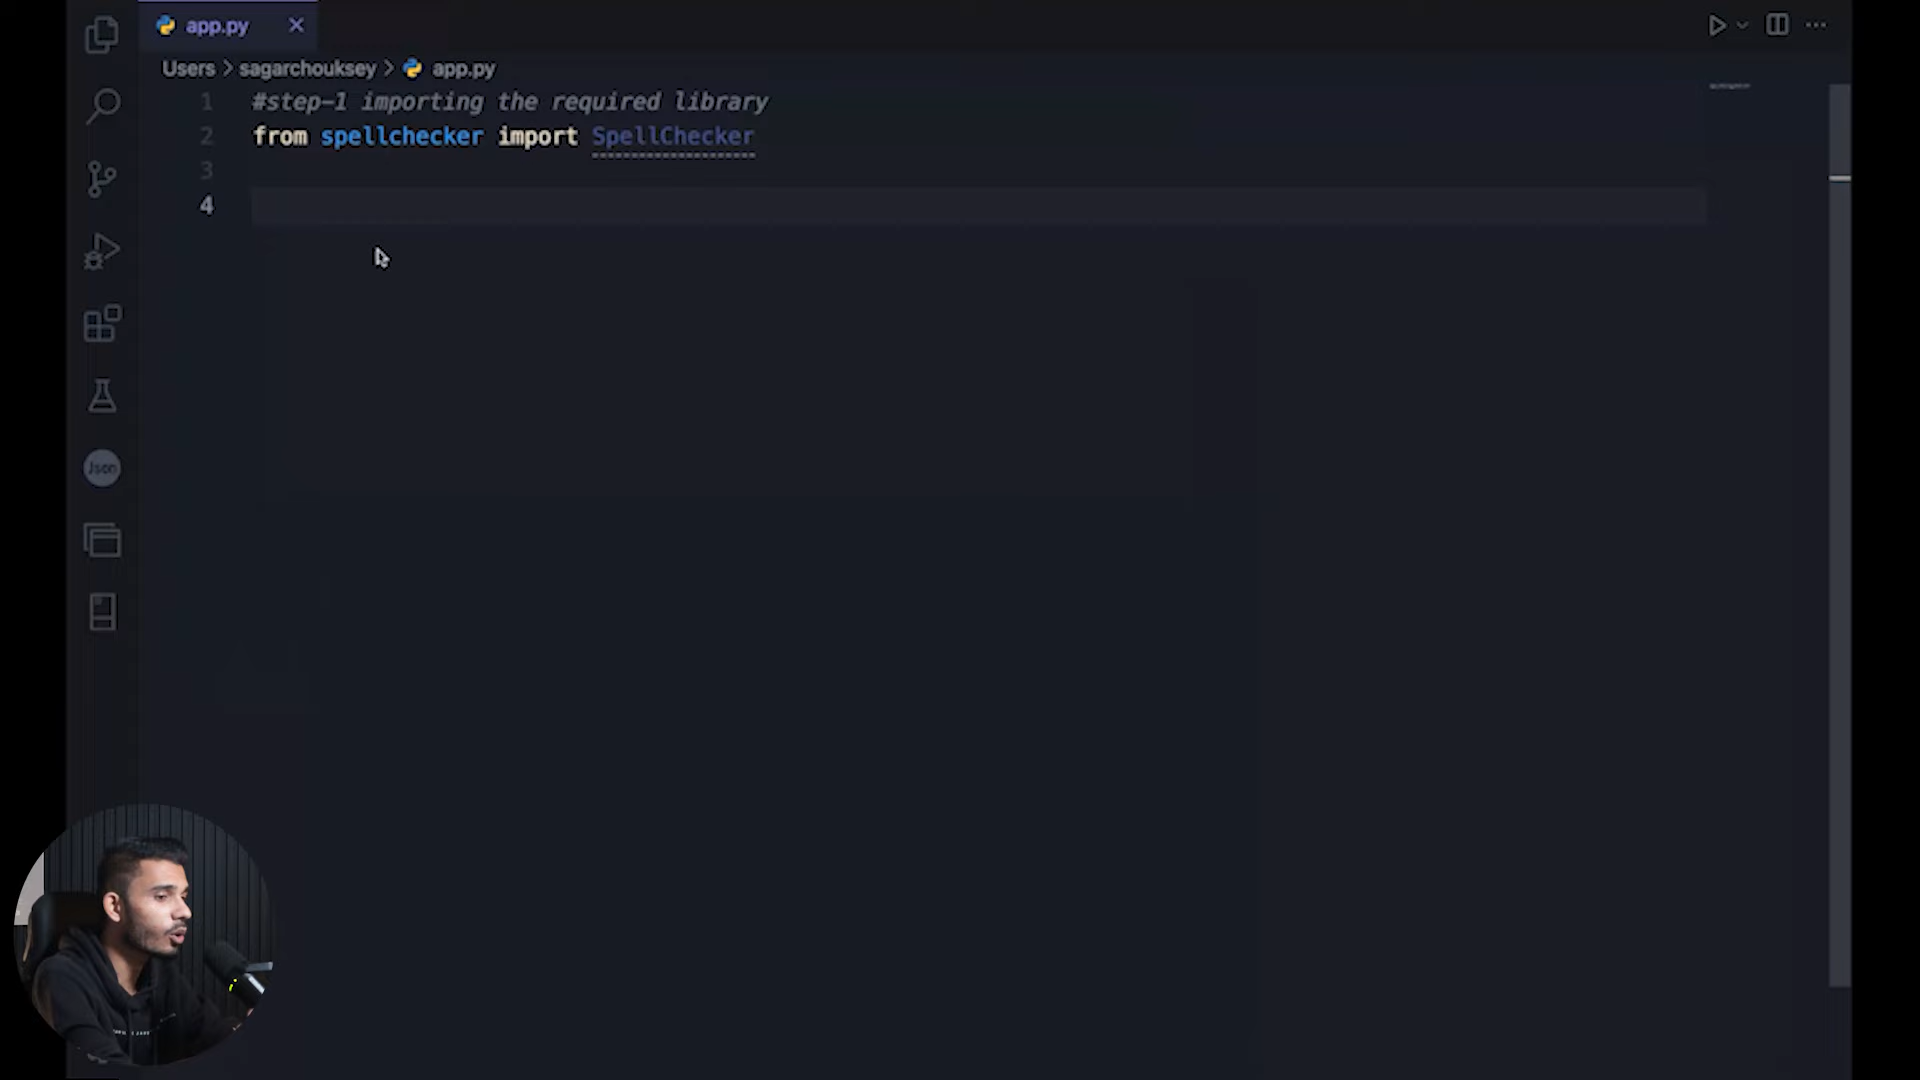 app.py
Users > sagarchouksey > app.py
1 #step-1 importing the required library
2 from spellchecker import SpellChecker
3
4
Json